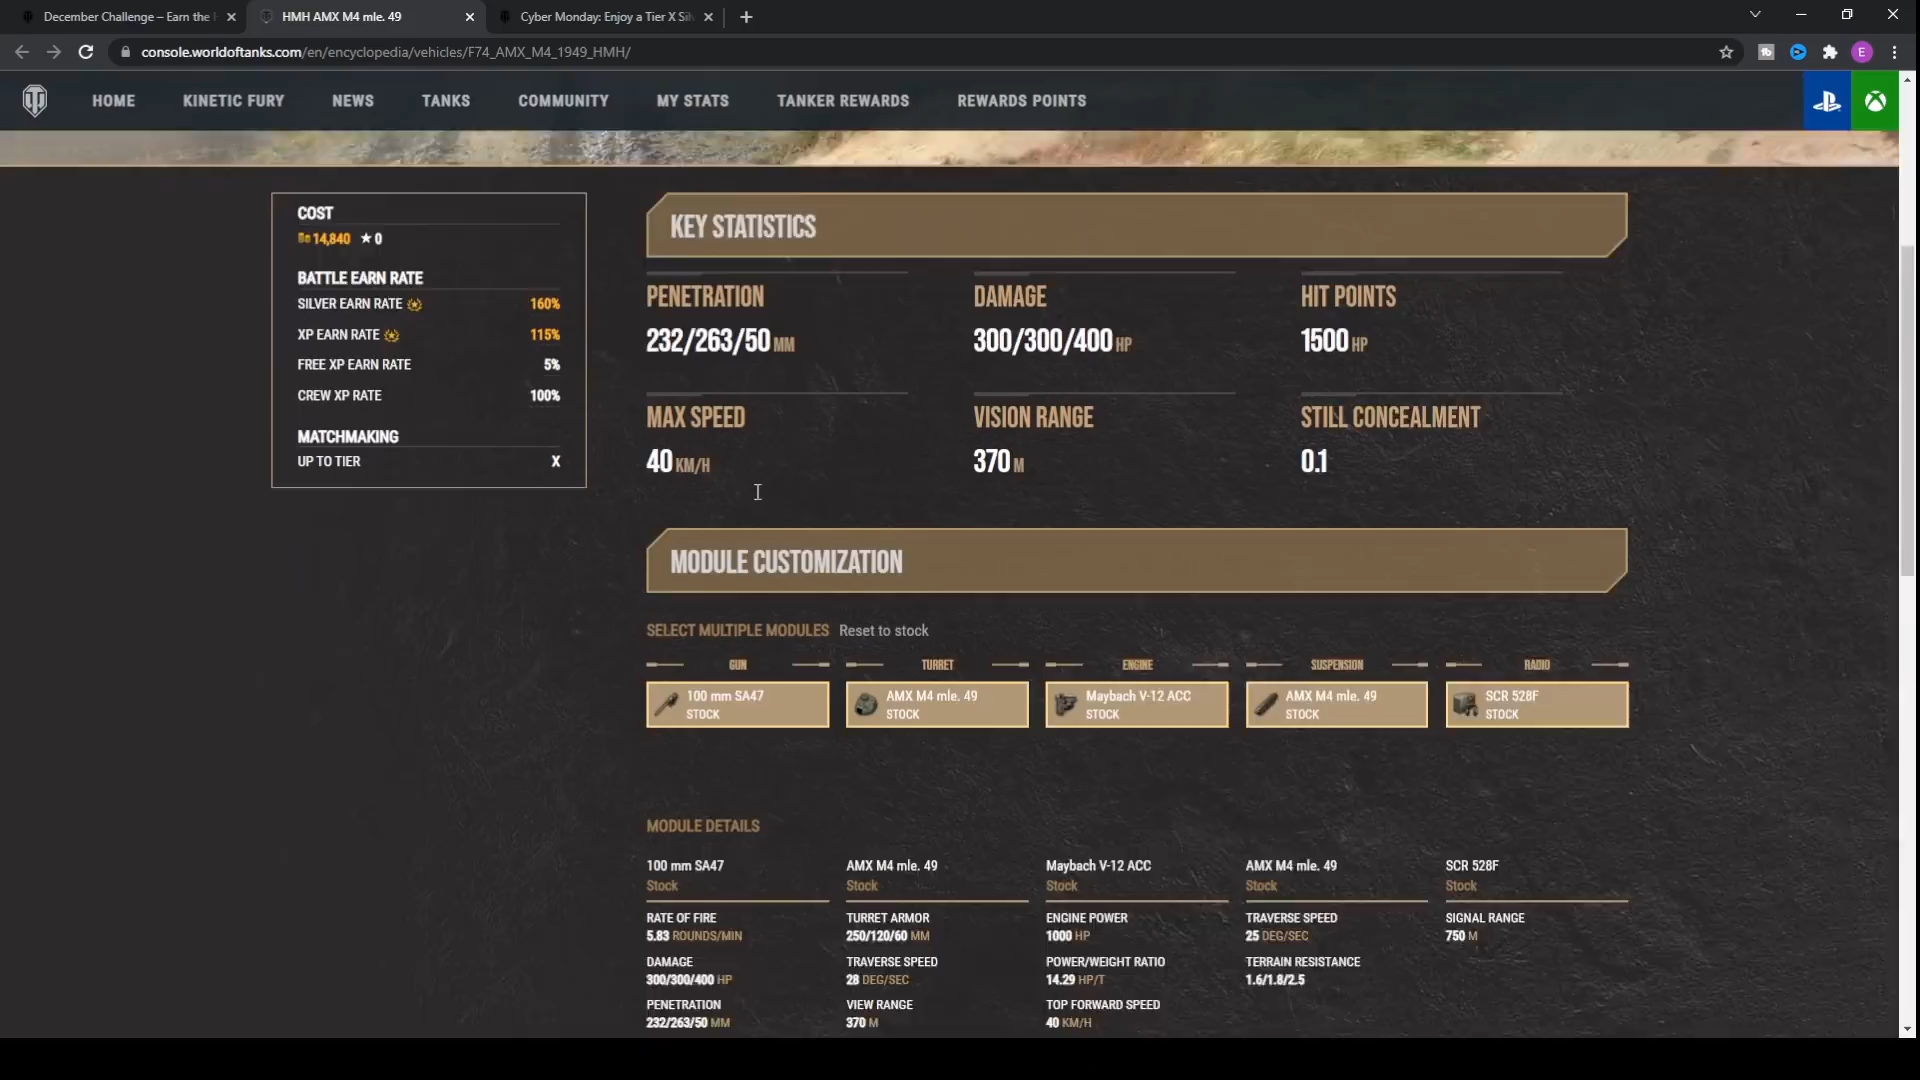 December Challenge – Earn the
HMH AMX M4 mle. 49
Cyber Monday: Enjoy a Tier X
console.worldoftanks.com/en/encyclopedia/vehicles/F74_AMX_M4_1949_HMH/
E
HOME
KINETIC FURY
NEWS
TANKS
COMMUNITY
MY STATS
TANKER REWARDS
REWARDS POINTS
COST
14,840 ★ 0
BATTLE EARN RATE
SILVER EARN RATE 160%
XP EARN RATE 115%
FREE XP EARN RATE 5%
CREW XP RATE 100%
MATCHMAKING
UP TO TIER X
KEY STATISTICS
PENETRATION DAMAGE HIT POINTS
232/263/50 MM 300/300/400 HP 1500 HP
MAX SPEED VISION RANGE STILL CONCEALMENT
40 KM/H 370 M 0.1
MODULE CUSTOMIZATION
SELECT MULTIPLE MODULES Reset to stock
GUN TURRET ENGINE SUSPENSION RADIO
100 mm SA47 AMX M4 mle. 49 Maybach V-12 ACC AMX M4 mle. 49 SCR 528F
STOCK STOCK STOCK STOCK STOCK
MODULE DETAILS
100 mm SA47 AMX M4 mle. 49 Maybach V-12 ACC AMX M4 mle. 49 SCR 528F
Stock Stock Stock Stock Stock
RATE OF FIRE TURRET ARMOR ENGINE POWER TRAVERSE SPEED SIGNAL RANGE
5.83 ROUNDS/MIN 250/120/60 MM 1000 HP 25 DEG/SEC 750 M
DAMAGE TRAVERSE SPEED POWER/WEIGHT RATIO TERRAIN RESISTANCE
300/300/400 HP 28 DEG/SEC 14.29 HP/T 1.6/1.8/2.5
PENETRATION VIEW RANGE TOP FORWARD SPEED
232/263/50 MM 370 M 40 KM/H